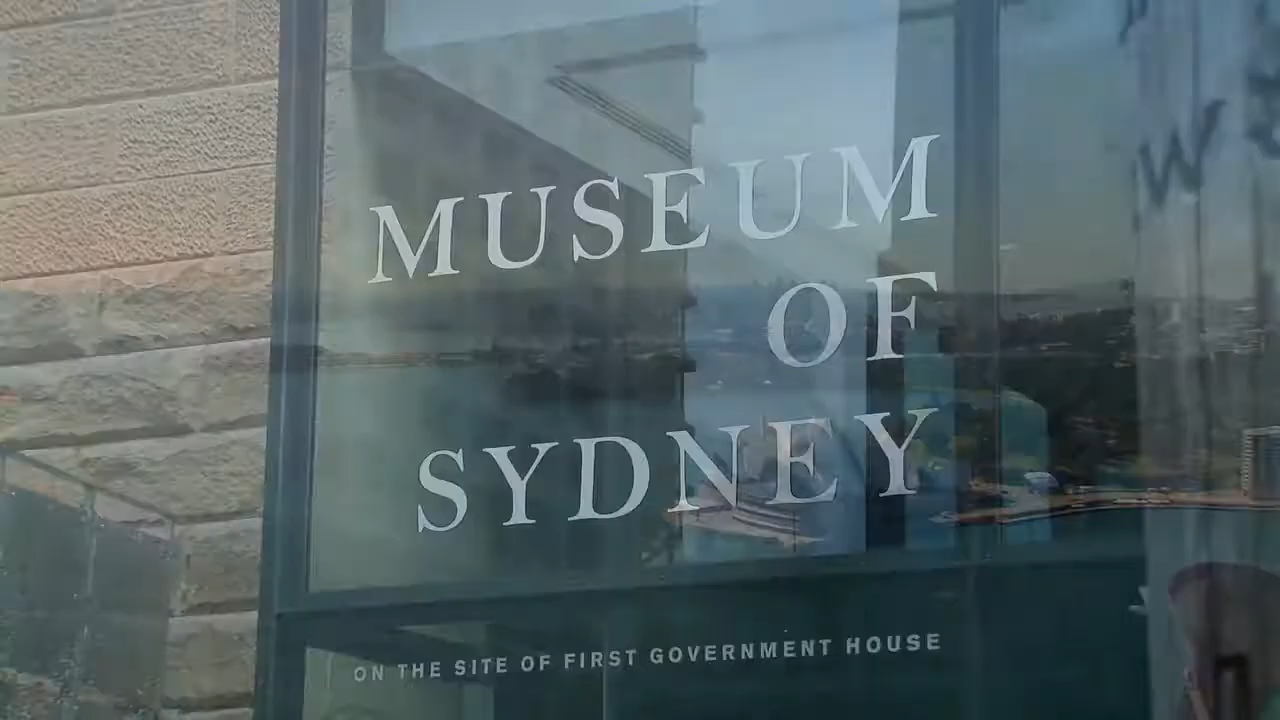 MUSEUM
OF
SYDNEY
ON THE SITE OF FIRST GOVERNMENT HOUSE
W